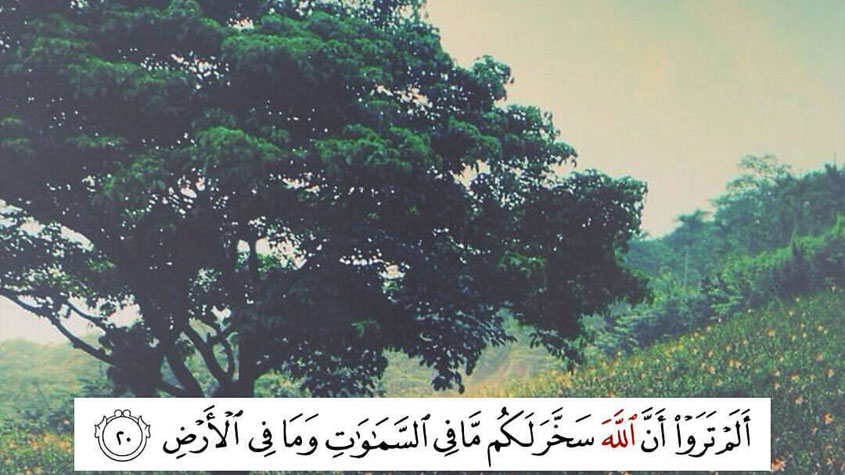 أَلَمْ تَرَوْا۟ أَنَّ ٱللَّهَ سَخَّرَ لَكُم مَّا فِى ٱلسَّمَـٰوَٰتِ وَمَا فِى ٱلْأَرْضِ ٢٠